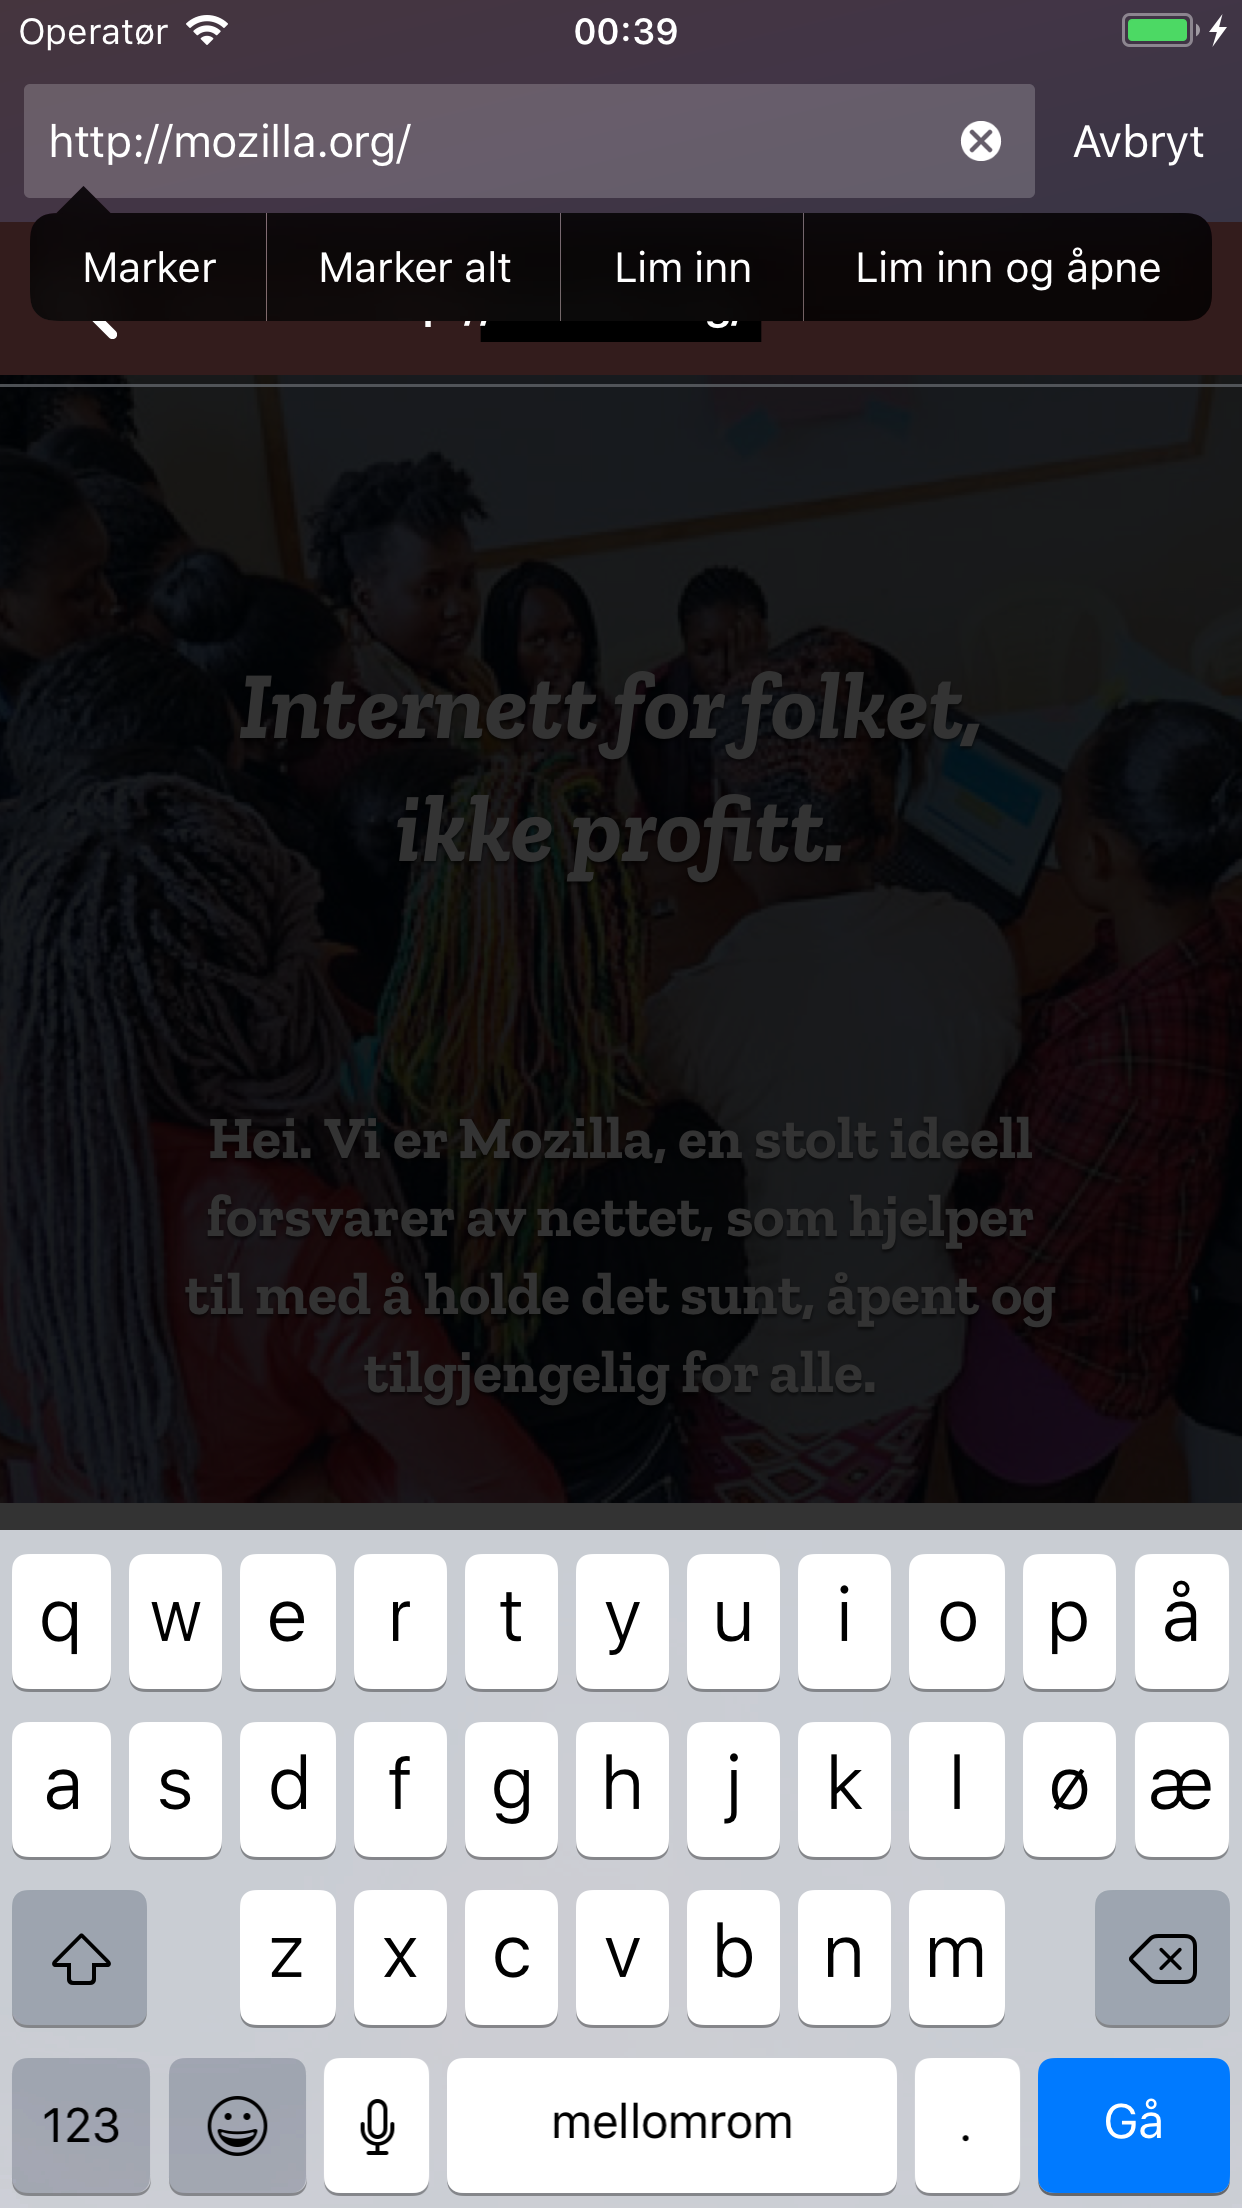 Operatør 00:39
http://mozilla.org/ Avbryt
Marker Marker alt Lim inn Lim inn og åpne
Internett for folket,
ikke profitt.
Hei. Vi er Mozilla, en stolt ideell
forsvarer av nettet, som hjelper
til med å holde det sunt, åpent og
tilgjengelig for alle.
q w e r t y u i o p å
a s d f g h j k l ø æ
z x c v b n m
123 mellomrom . Gå